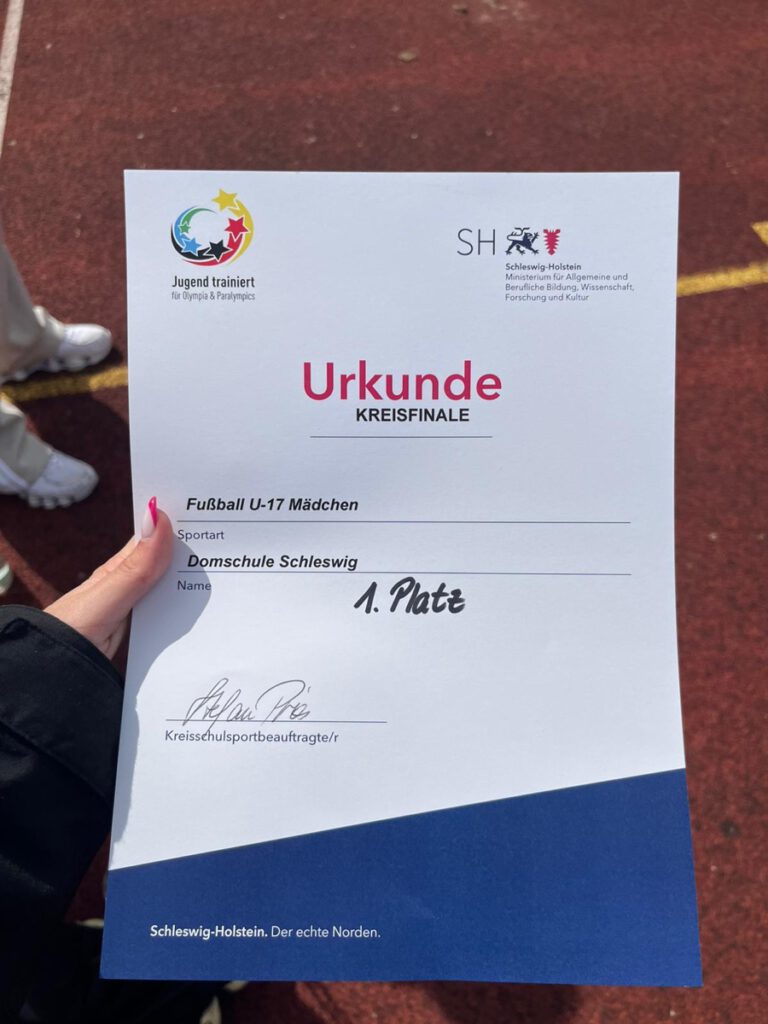 Jugend trainiert
für Olympia & Paralympics
SH
Schleswig-Holstein
Ministerium für Allgemeine und
Berufliche Bildung, Wissenschaft,
Forschung und Kultur
Urkunde
KREISFINALE
Fußball U-17 Mädchen
Sportart
Domschule Schleswig
Name
1. Platz
Kreisschulsportbeauftragte/r
Schleswig-Holstein. Der echte Norden.